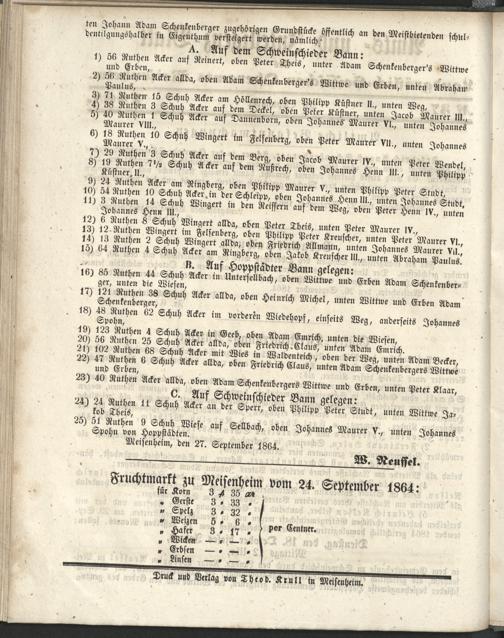 ten Johann Adam Schenkenberger zugehörigen Grundstücke öffentlich an den Meistbietenden schul-
dentilgungshalber in Eigenthum versteigert werden, nämlich:
A. Auf dem Schweinschieder Bann:
1) 56 Ruthen Acker auf Reinert, oben Peter Theis, unter Adam Schenkenberger's Wittwe
und Erben,
2) 56 Ruthen Acker allda, oben Adam Schenkenberger's Wittwe und Erben, unten Abraham
Paulus,
3) 71 Ruthen 15 Schuh Acker am Höllenrech, oben Philipp Küstner II., unten Weg,
4) 38 Ruthen 3 Schuh Acker auf dem Deckel, oben Peter Küstner, unten Jacob Maurer III.,
5) 40 Ruthen 1 Schuh Acker auf Dannenborn, oben Johannes Maurer VI., unten Johannes
Maurer VIII.,
6) 18 Ruthen 10 Schuh Wingert im Felsenberg, oben Peter Maurer VII., unten Johannes
Maurer V.,
7) 29 Ruthen 3 Schuh Acker auf dem Berg, oben Jacob Maurer IV., unten Peter Wendel,
8) 19 Ruthen 7½ Schuh Acker auf dem Rußrech, oben Johannes Henn III., unten Philipp
Küstner, II.,
9) 24 Ruthen Acker am Ringberg, oben Philipp Maurer V., unten Philipp Peter Studt,
10) 54 Ruthen 10 Schuh Acker, in der Schleipp, oben Johannes Henn III., unten Johannes Studt,
11) 3 Ruthen 14 Schuh Wingert in den Reissern auf dem Weg, oben Peter Henn IV., unten
Johannes Henn III.,
12) 6 Ruthen 8 Schuh Wingert allda, oben Peter Theis, unten Peter Maurer IV.,
13) 12 Ruthen Wingert im Felsenberg, oben Philipp Peter Kreuscher, unten Peter Maurer VI.,
14) 13 Ruthen 2 Schuh Wingert allda, oben Friedrich Allmann, unten Johannes Maurer VII.,
15) 64 Ruthen 4 Schuh Acker am Ringberg, oben Jakob Kreuscher III., unten Abraham Paulus.
B. Auf Hoppstädter Bann gelegen:
16) 85 Ruthen 44 Schuh Acker in Untersellbach, oben Wittwe und Erben Adam Schenkenber-
ger, unten die Wiesen,
17) 121 Ruthen 38 Schuh Acker allda, oben Heinrich Michel, unten Wittwe und Erben Adam
Schenkenberger,
18) 48 Ruthen 62 Schuh Acker im vorderen Wiedehopf, einseits Weg, anderseits Johannes
Spohn,
19) 123 Ruthen 4 Schuh Acker in Geeb, oben Adam Emrich, unten die Wiesen,
20) 56 Ruthen 25 Schuh Acker allda, oben Friedrich Claus, unten Adam Emrich.
21) 102 Ruthen 68 Schuh Acker mit Wies in Waldenteich, oben der Weg, unten Adam Becker,
22) 47 Ruthen 6 Schuh Acker allda, oben Friedrich Claus, unten Adam Schenkenbergers Wittwe
und Erben,
23) 40 Ruthen Acker allda, oben Adam Schenkenbergers Wittwe und Erben, unten Peter Klaar,
C. Auf Schweinschieder Bann gelegen:
24) 24 Ruthen 11 Schuh Acker an der Sperr, oben Philipp Peter Studt, unten Wittwe Ja-
kob Theis,
25) 51 Ruthen 9 Schuh Wiese auf Sellbach, oben Johannes Maurer V., unten Johannes
Spohn von Hoppstädten.
Meisenheim, den 27. September 1864.
W. Reussel.
Fruchtmarkt zu Meisenheim vom 24. September 1864:
für Korn 3 35
" Gerste 3 " 33 "
" Spelz 3 " 32 "
" Weizen 5 " 6 "
" Hafer 3 " 17 " per Centner.
" Wicken — " — "
" Erbsen — " — "
" Linsen — " — "
Druck und Verlag von Theod. Krull in Meisenheim.